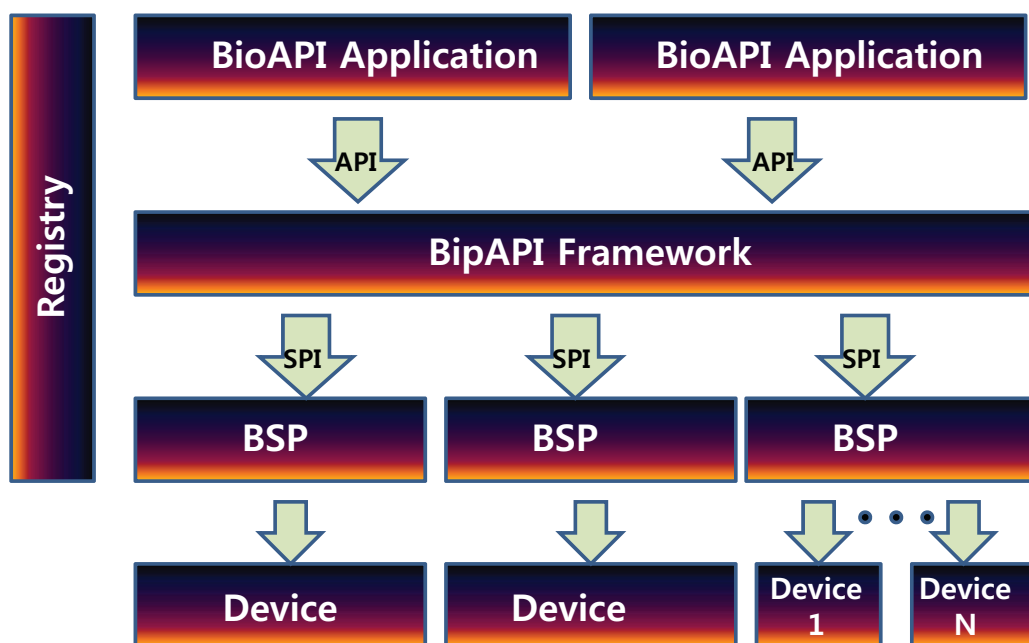 Registry
BioAPI Application
BioAPI Application
API
API
BipAPI Framework
SPI
SPI
SPI
BSP
BSP
BSP
Device
Device
Device
1
Device
N